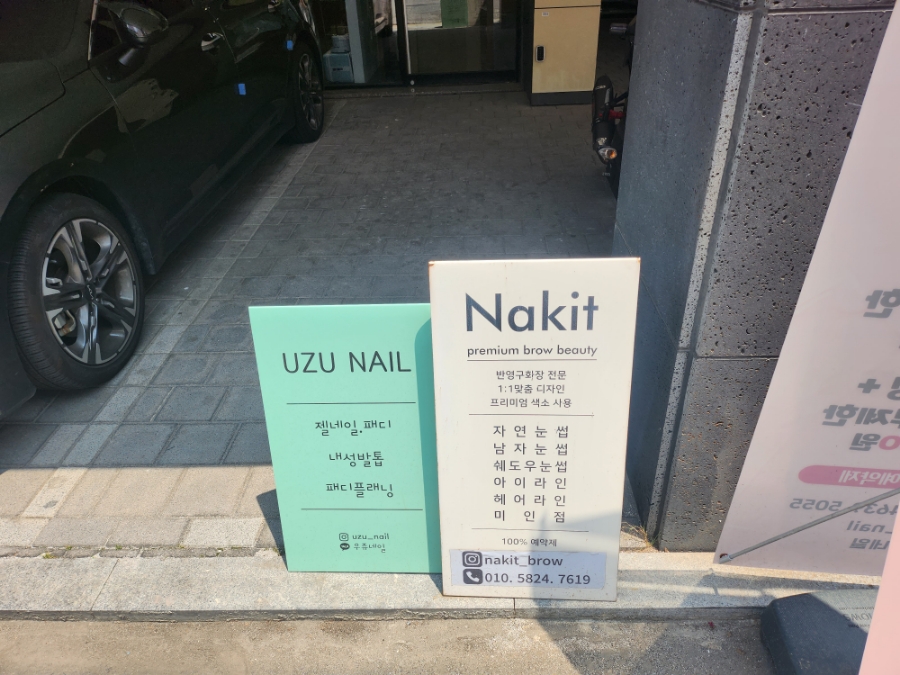 UZU NAIL
젤네일.패디
내성발톱
패디플래닝
uzu_nail
우쥬네일
Nakit
premium brow beauty
반영구화장 전문
1:1맞춤 디자인
프리미엄 색소 사용
자연눈썹
남자눈썹
쉐도우눈썹
아이라인
헤어라인
미인점
100% 예약제
nakit_brow
010. 5824. 7619